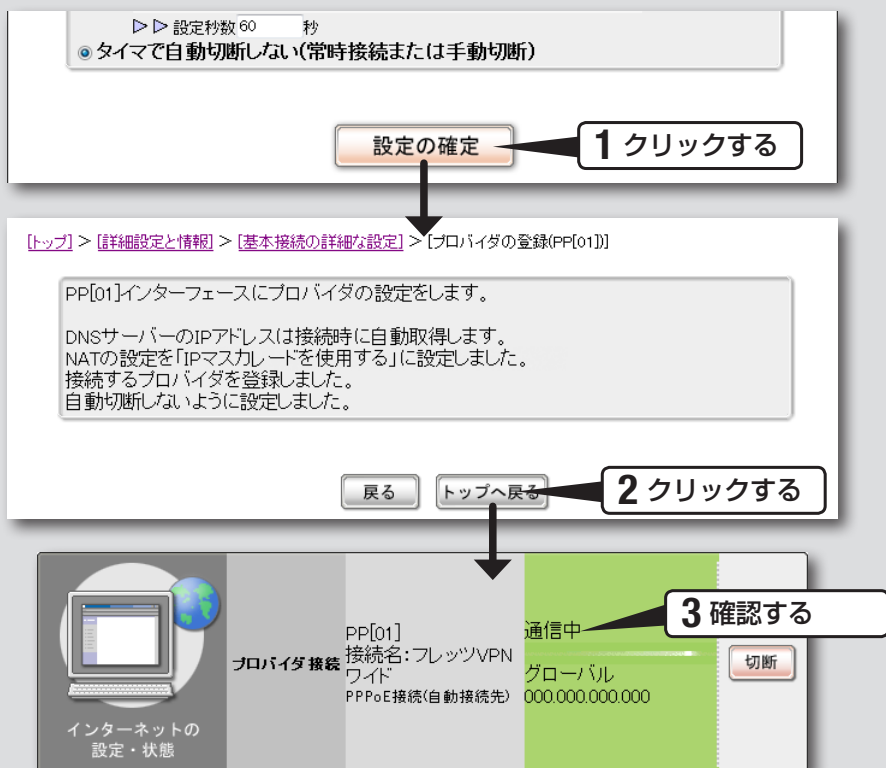 ▷▷設定秒数 60 秒
タイマで自動切断しない(常時接続または手動切断)
設定の確定
1 クリックする
[トップ] > [詳細設定と情報] > [基本接続の詳細な設定] > [プロバイダの登録(PP[01])]
PP[01]インターフェースにプロバイダの設定をします。
DNSサーバーのIPアドレスは接続時に自動取得します。
NATの設定を「IPマスカレードを使用する」に設定しました。
接続するプロバイダを登録しました。
自動切断しないように設定しました。
戻る
トップへ戻る
2 クリックする
インターネットの
設定・状態
プロバイダ接続
PP[01]
接続名:フレッツVPN
ワイド
PPPoE接続(自動接続先)
通信中
グローバル
000.000.000.000
3 確認する
切断